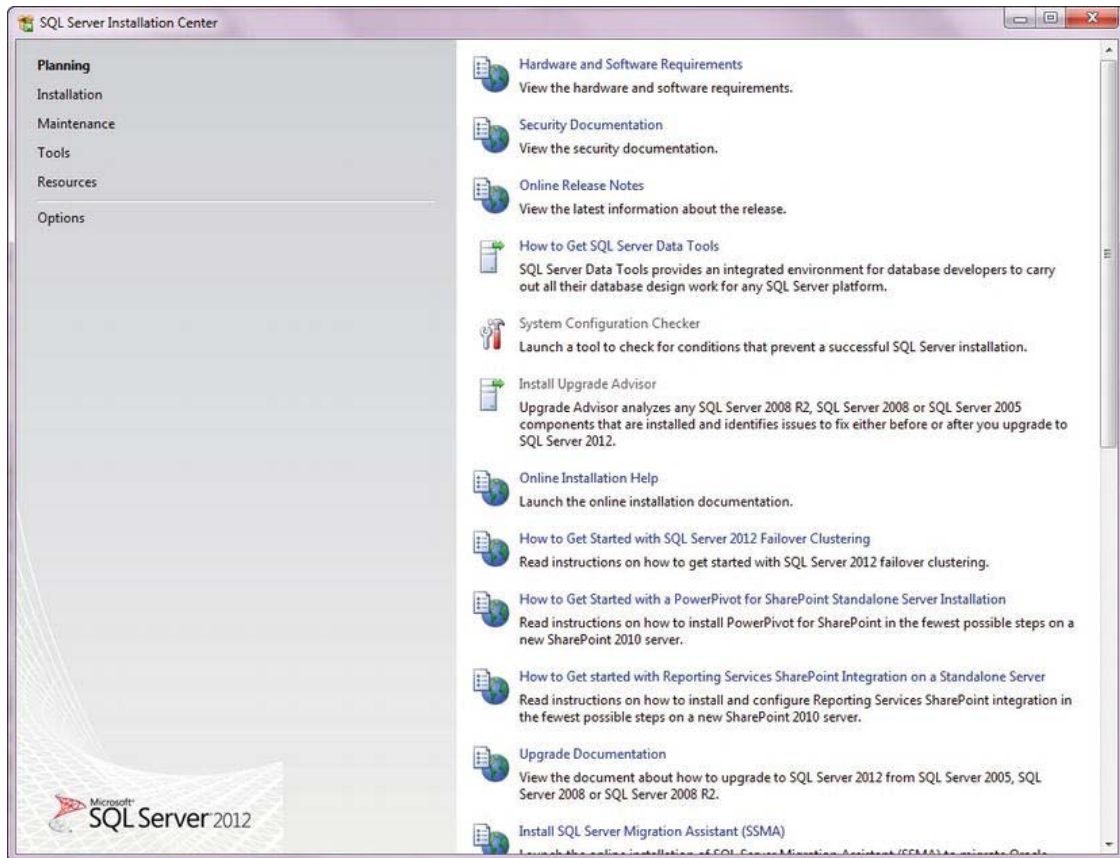 SQL Server Installation Center
Planning
Installation
Maintenance
Tools
Resources
Options
Hardware and Software Requirements
View the hardware and software requirements.
Security Documentation
View the security documentation.
Online Release Notes
View the latest information about the release.
How to Get SQL Server Data Tools
SQL Server Data Tools provides an integrated environment for database developers to carry
out all their database design work for any SQL Server platform.
System Configuration Checker
Launch a tool to check for conditions that prevent a successful SQL Server installation.
Install Upgrade Advisor
Upgrade Advisor analyzes any SQL Server 2008 R2, SQL Server 2008 or SQL Server 2005
components that are installed and identifies issues to fix either before or after you upgrade to
SQL Server 2012.
Online Installation Help
Launch the online installation documentation.
How to Get Started with SQL Server 2012 Failover Clustering
Read instructions on how to get started with SQL Server 2012 failover clustering.
How to Get Started with a PowerPivot for SharePoint Standalone Server Installation
Read instructions on how to install PowerPivot for SharePoint in the fewest possible steps on a
new SharePoint 2010 server.
How to Get started with Reporting Services SharePoint Integration on a Standalone Server
Read instructions on how to install and configure Reporting Services SharePoint integration in
the fewest possible steps on a new SharePoint 2010 server.
Upgrade Documentation
View the document about how to upgrade to SQL Server 2012 from SQL Server 2005, SQL
Server 2008 or SQL Server 2008 R2.
Install SQL Server Migration Assistant (SSMA)
Launch the online installation of SQL Server Migration Assistant (SSMA) to migrate Oracle
Microsoft
SQL Server 2012